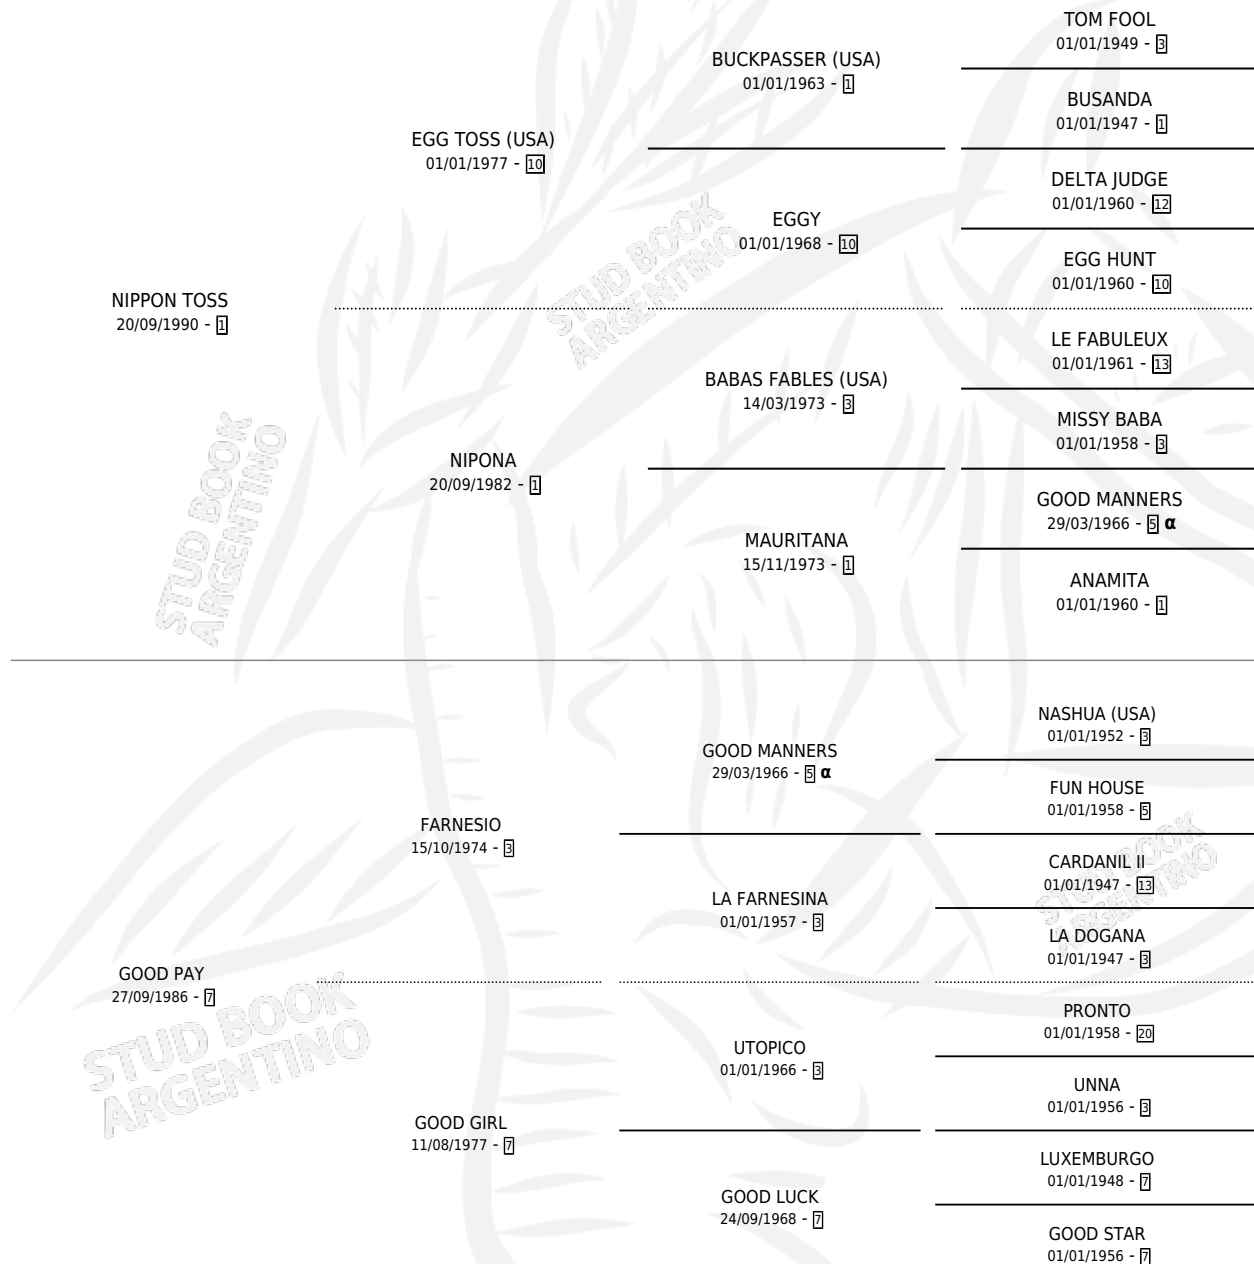 TOM FOOL
01/01/1949 - 3
BUCKPASSER (USA)
01/01/1963 - 1
BUSANDA
01/01/1947 - 1
EGG TOSS (USA)
01/01/1977 - 10
DELTA JUDGE
01/01/1960 - 12
EGGY
01/01/1968 - 10
EGG HUNT
01/01/1960 - 10
STUD BOOK
ARGENTINO
NIPPON TOSS
20/09/1990 - 1
LE FABULEUX
01/01/1961 - 13
BABAS FABLES (USA)
14/03/1973 - 3
MISSY BABA
01/01/1958 - 3
NIPONA
20/09/1982 - 1
GOOD MANNERS
29/03/1966 - 5 α
MAURITANA
15/11/1973 - 1
ANAMITA
01/01/1960 - 1
STUD BOOK
ARGENTINO
NASHUA (USA)
01/01/1952 - 3
GOOD MANNERS
29/03/1966 - 5 α
FUN HOUSE
01/01/1958 - 5
FARNESIO
15/10/1974 - 3
CARDANIL II
01/01/1947 - 13
LA FARNESINA
01/01/1957 - 3
LA DOGANA
01/01/1947 - 3
STUD BOOK
ARGENTINO
GOOD PAY
27/09/1986 - 7
PRONTO
01/01/1958 - 20
UTOPICO
01/01/1966 - 3
UNNA
01/01/1956 - 3
STUD BOOK
ARGENTINO
GOOD GIRL
11/08/1977 - 7
LUXEMBURGO
01/01/1948 - 7
GOOD LUCK
24/09/1968 - 7
GOOD STAR
01/01/1956 - 7